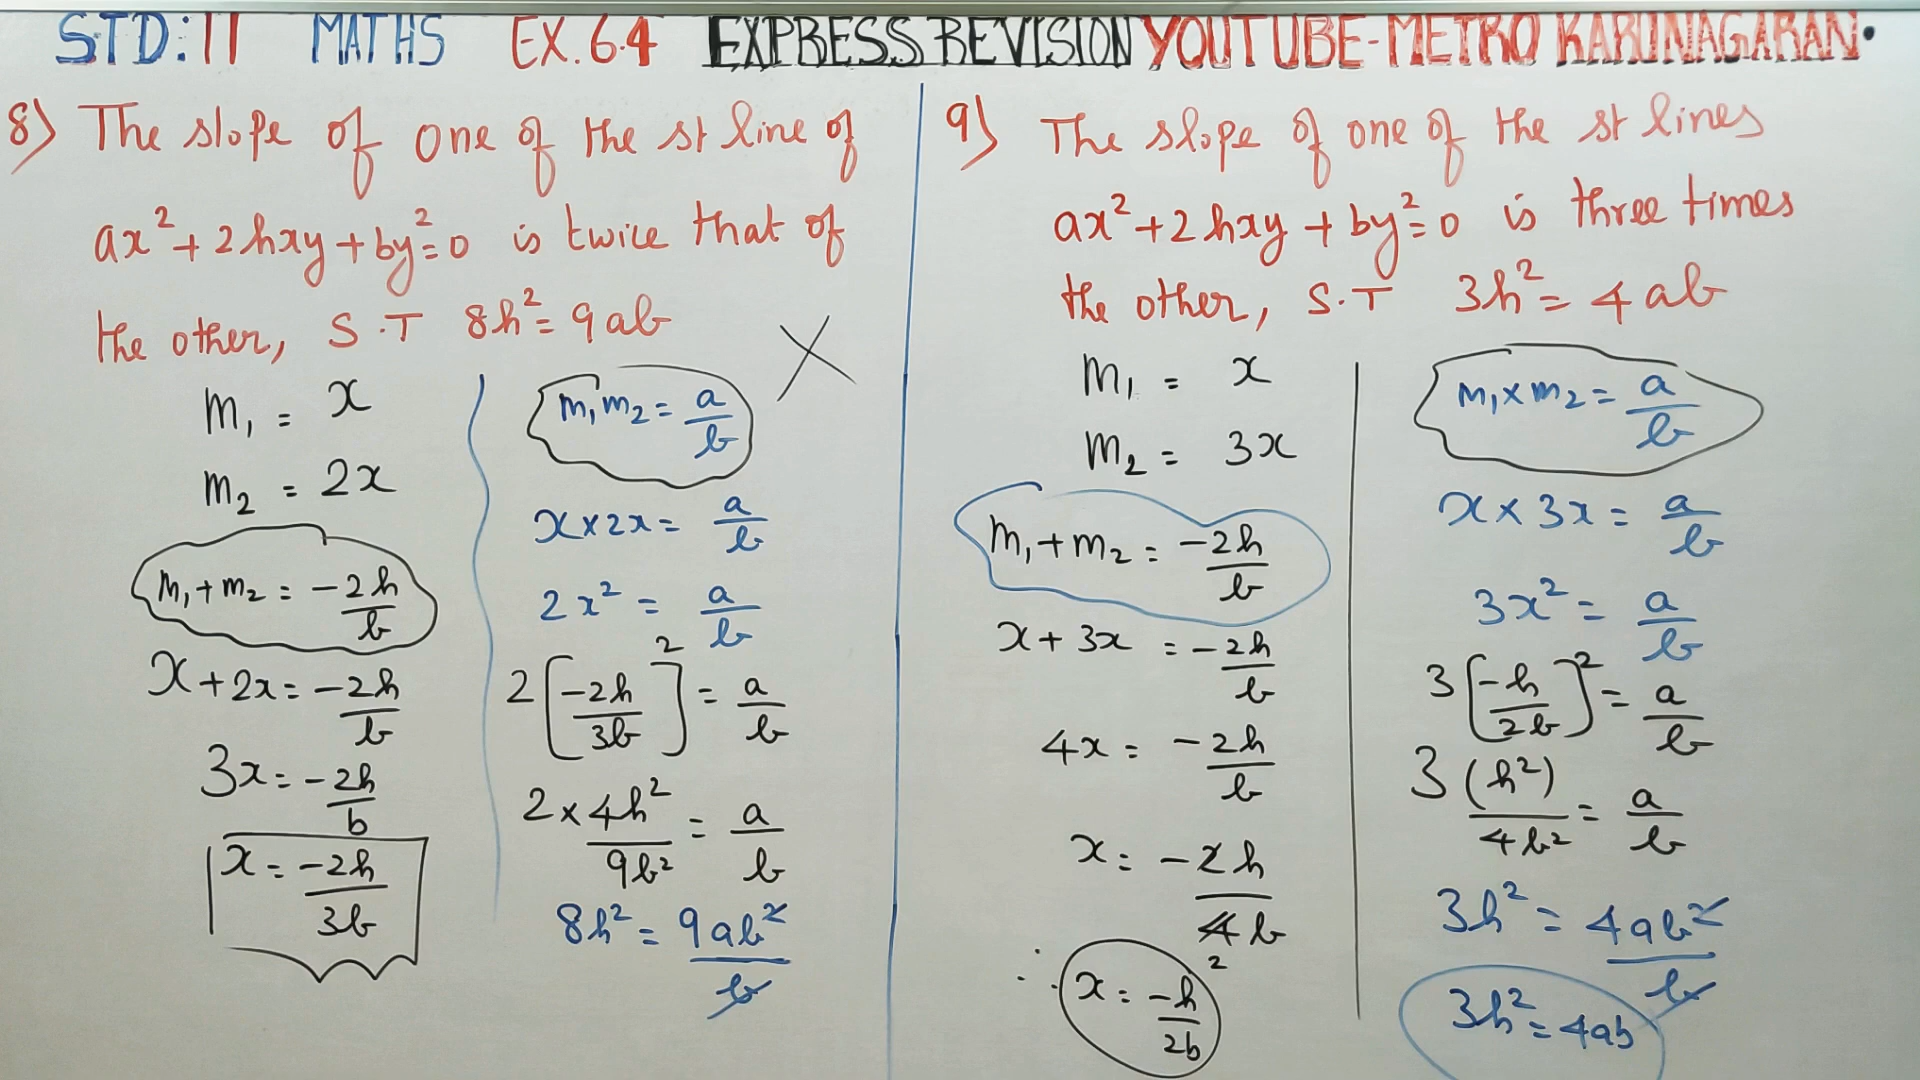 STD: 11 MATHS EX.6.4 EXPRESS REVISION YOUTUBE-METRO KARUNAGARAN.
8) The slope of one of the st line of
ax²+2hxy+by²=0 is twice that of
the other, S.T 8h²=9ab
m₁ = x
m₂ = 2x
m₁+m₂ = -2h/b
x+2x = -2h/b
3x = -2h/b
x = -2h/3b
m₁m₂ = a/b
x×2x = a/b
2x² = a/b
2[-2h/3b]² = a/b
2×4h²/9b² = a/b
8h² = 9ab²/b
9) The slope of one of the st lines
ax²+2hxy+by²=0 is three times
the other, S.T 3h²=4ab
m₁ = x
m₂ = 3x
m₁+m₂ = -2h/b
x+3x = -2h/b
4x = -2h/b
x = -2h/4b
2
∴ x = -h/2b
m₁×m₂ = a/b
x×3x = a/b
3x² = a/b
3[-h/2b]² = a/b
3(h²)/4b² = a/b
3h² = 4ab²/b
3h² = 4ab